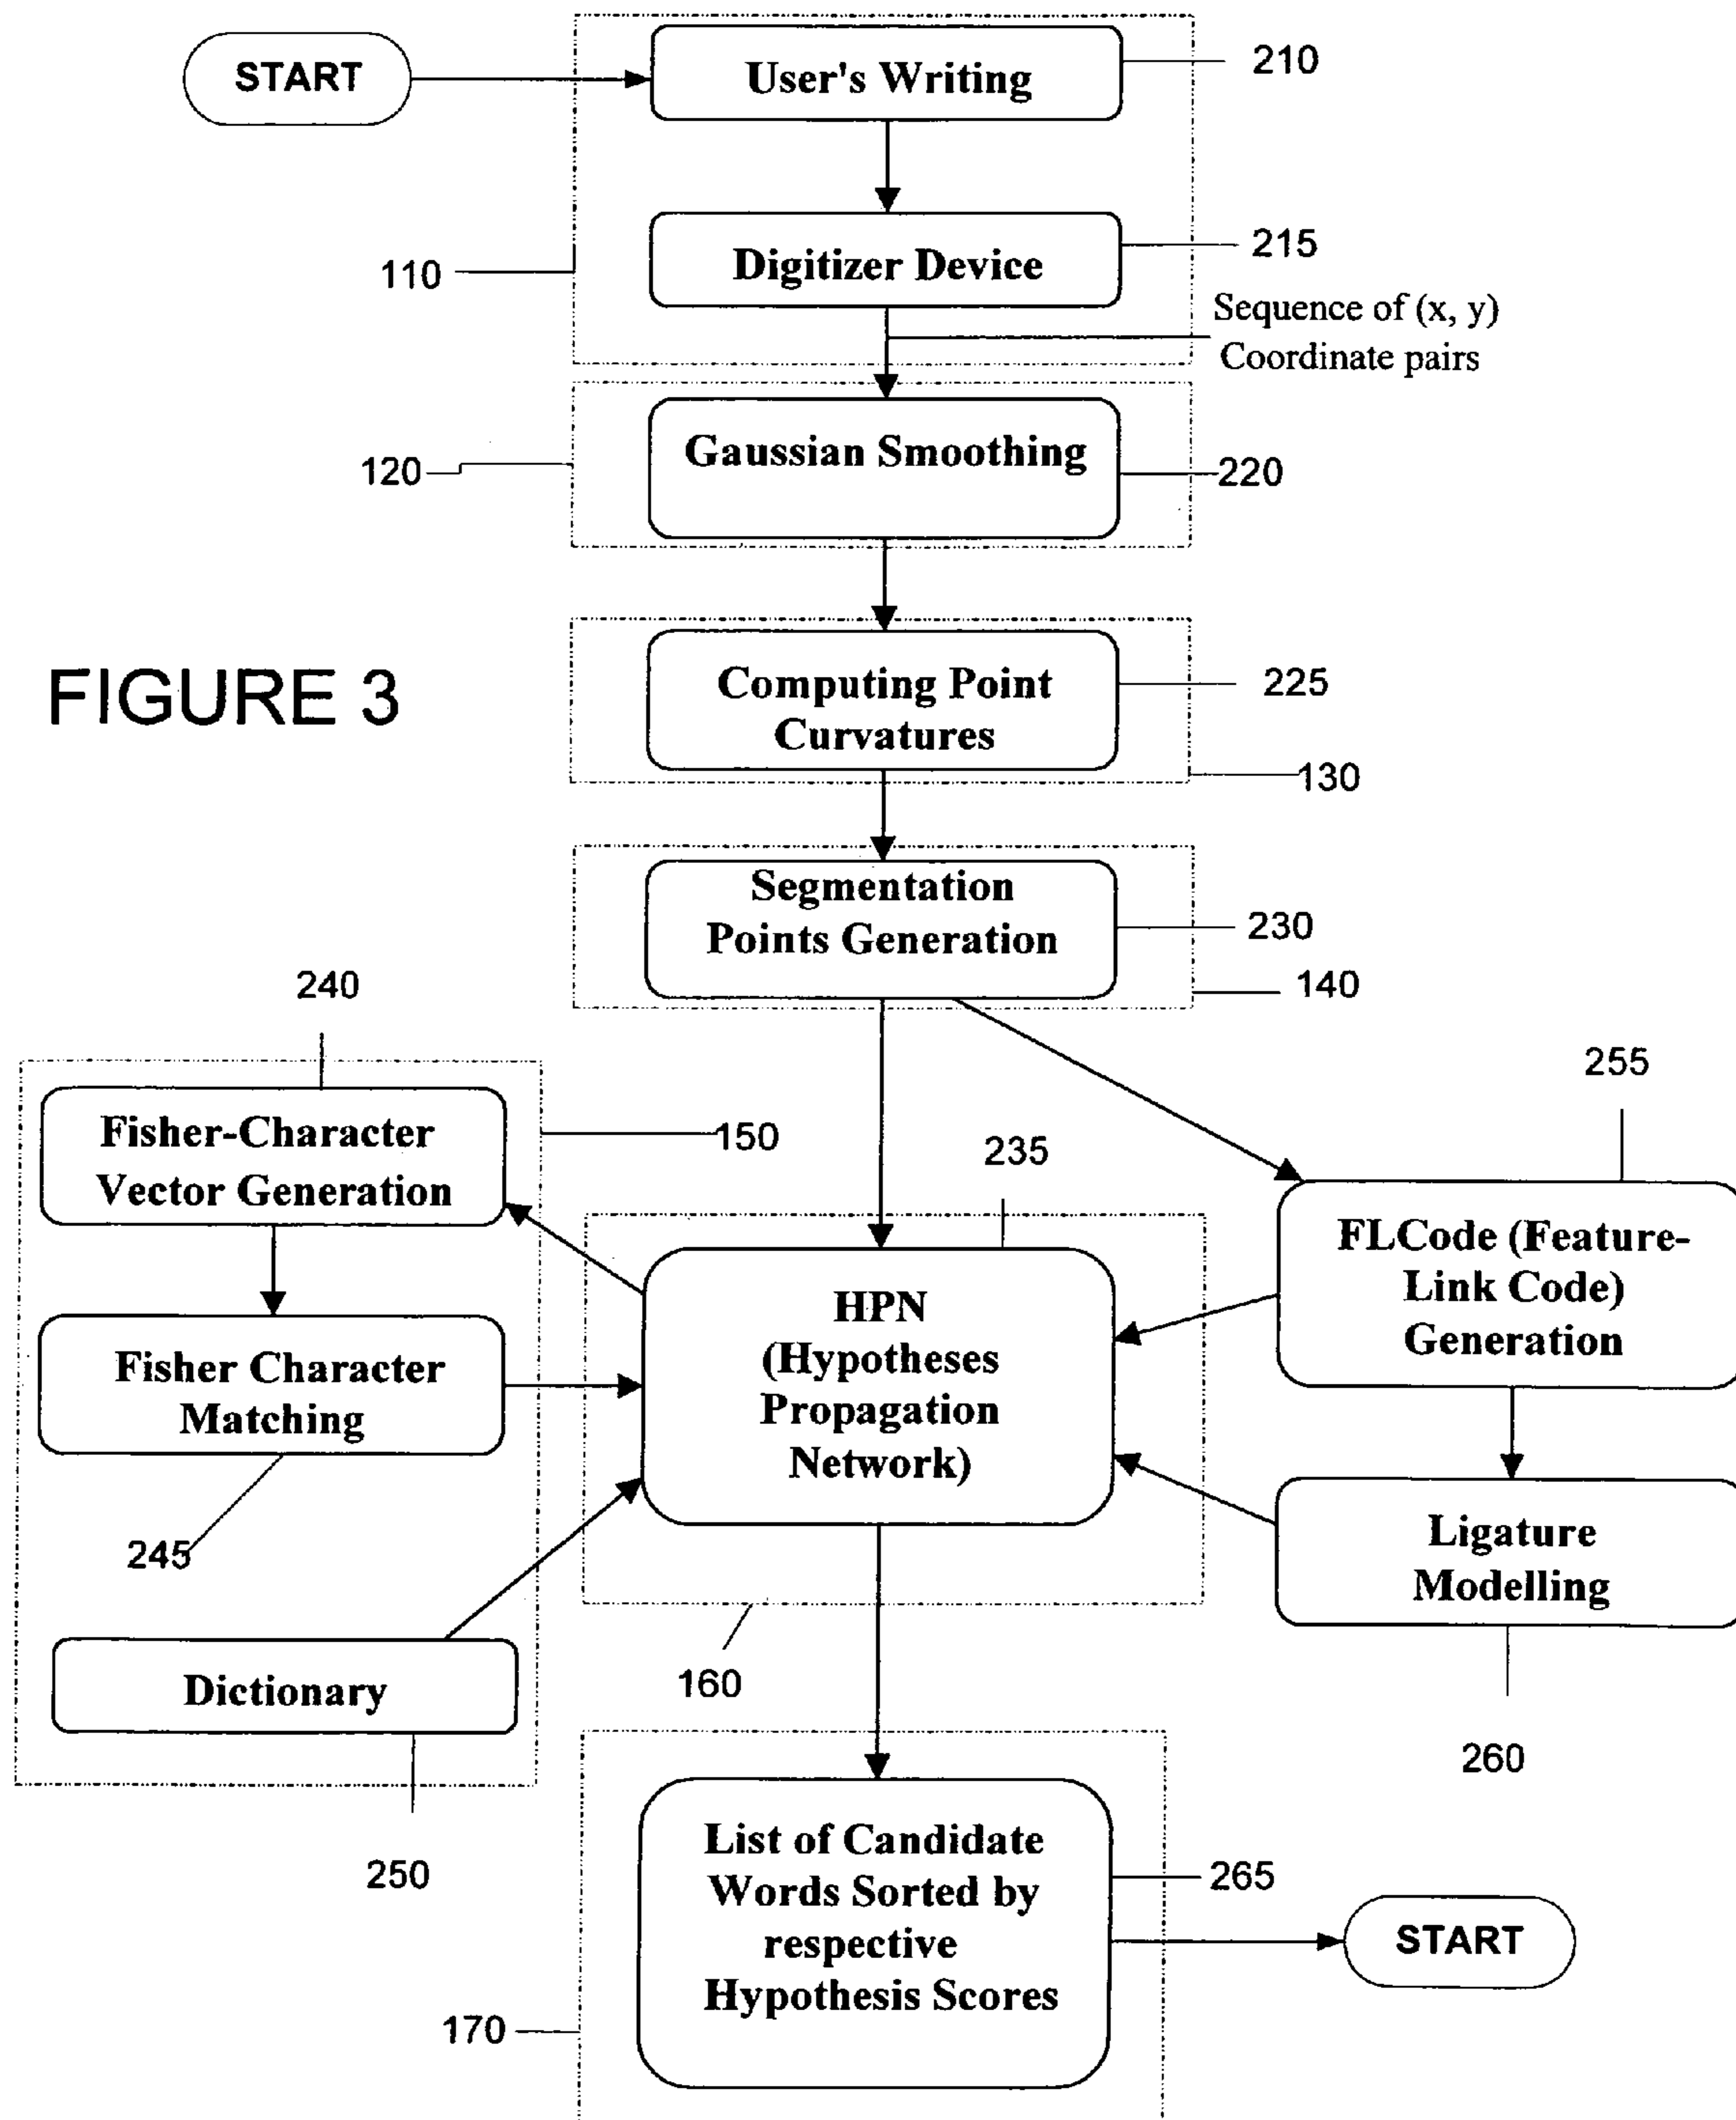 START
User's Writing
210
Digitizer Device
215
110
Sequence of (x, y)
Coordinate pairs
Gaussian Smoothing
120
220
FIGURE 3
Computing Point
Curvatures
225
130
Segmentation
Points Generation
230
140
240
Fisher-Character
Vector Generation
150
235
255
FLCode (Feature-
Link Code)
Generation
HPN
(Hypotheses
Propagation
Network)
Fisher Character
Matching
245
Ligature
Modelling
260
Dictionary
250
160
List of Candidate
Words Sorted by
respective
Hypothesis Scores
265
START
170